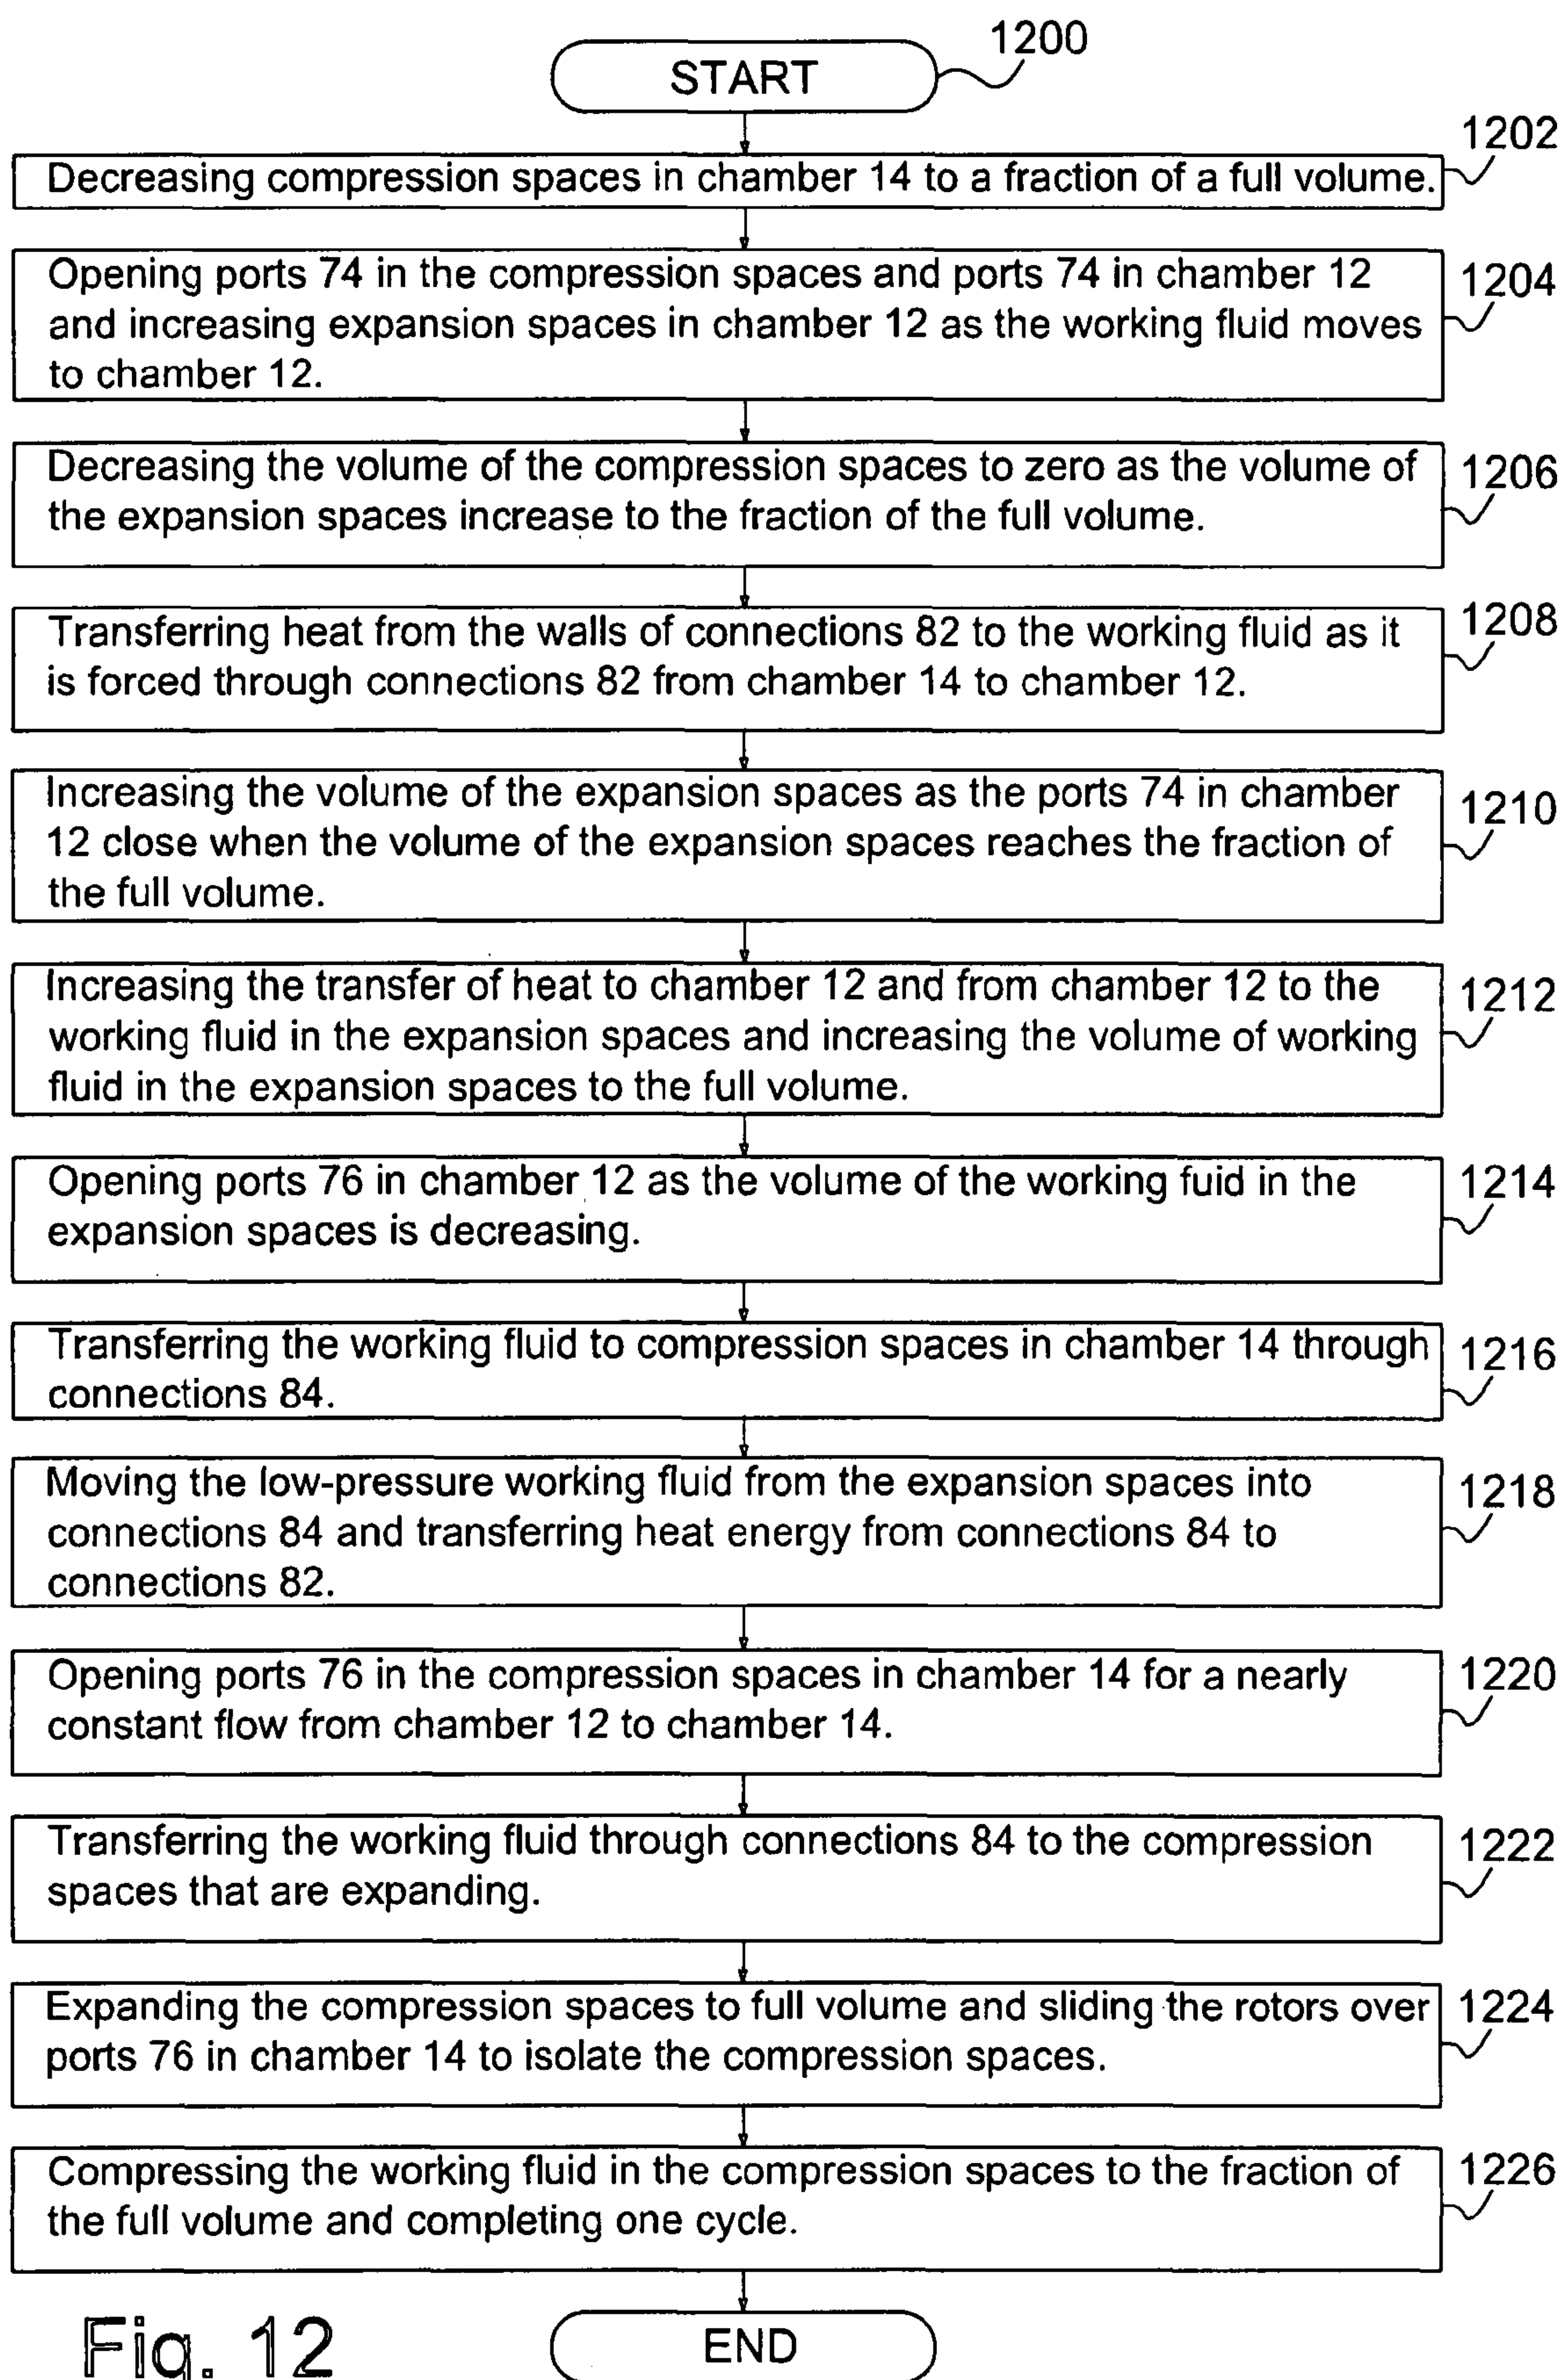 START
1200
1202
Decreasing compression spaces in chamber 14 to a fraction of a full volume.
Opening ports 74 in the compression spaces and ports 74 in chamber 12
and increasing expansion spaces in chamber 12 as the working fluid moves
to chamber 12.
1204
Decreasing the volume of the compression spaces to zero as the volume of
the expansion spaces increase to the fraction of the full volume.
1206
Transferring heat from the walls of connections 82 to the working fluid as it
is forced through connections 82 from chamber 14 to chamber 12.
1208
Increasing the volume of the expansion spaces as the ports 74 in chamber
12 close when the volume of the expansion spaces reaches the fraction of
the full volume.
1210
Increasing the transfer of heat to chamber 12 and from chamber 12 to the
working fluid in the expansion spaces and increasing the volume of working
fluid in the expansion spaces to the full volume.
1212
Opening ports 76 in chamber 12 as the volume of the working fuid in the
expansion spaces is decreasing.
1214
Transferring the working fluid to compression spaces in chamber 14 through
connections 84.
1216
Moving the low-pressure working fluid from the expansion spaces into
connections 84 and transferring heat energy from connections 84 to
connections 82.
1218
Opening ports 76 in the compression spaces in chamber 14 for a nearly
constant flow from chamber 12 to chamber 14.
1220
Transferring the working fluid through connections 84 to the compression
spaces that are expanding.
1222
Expanding the compression spaces to full volume and sliding the rotors over
ports 76 in chamber 14 to isolate the compression spaces.
1224
Compressing the working fluid in the compression spaces to the fraction of
the full volume and completing one cycle.
1226
END
Fig. 12